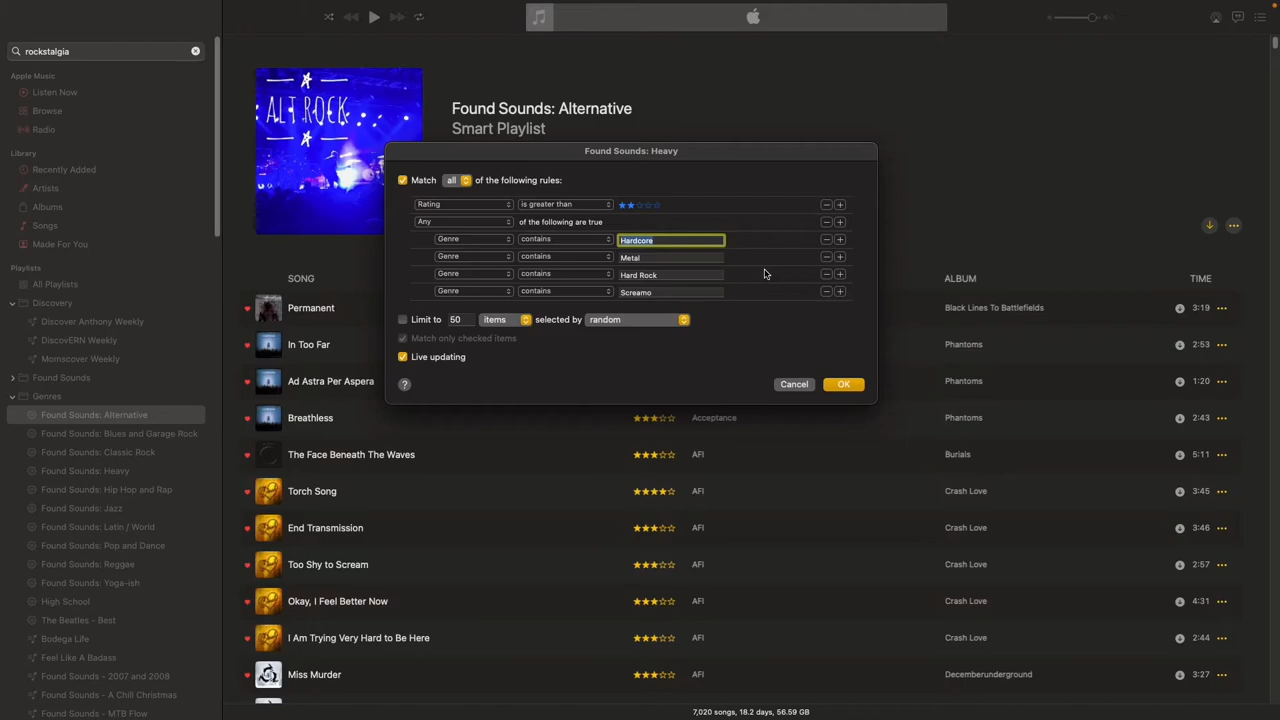 rockstalgia
Apple Music
Listen Now
Browse
Radio
Library
Recently Added
Artists
Albums
Songs
Made For You
Playlists
All Playlists
Discovery
Discover Anthony Weekly
DiscovERN Weekly
Momscover Weekly
Found Sounds
Genres
Found Sounds: Alternative
Found Sounds: Blues and Garage Rock
Found Sounds: Classic Rock
Found Sounds: Heavy
Found Sounds: Hip Hop and Rap
Found Sounds: Jazz
Found Sounds: Latin / World
Found Sounds: Pop and Dance
Found Sounds: Reggae
Found Sounds: Yoga-ish
High School
The Beatles - Best
Bodega Life
Feel Like A Badass
Found Sounds - 2007 and 2008
Found Sounds - A Chill Christmas
Found Sounds - MTB Flow
ALT ROCK
Found Sounds: Alternative
Smart Playlist
Found Sounds: Heavy
Match all of the following rules:
Rating is greater than
Any of the following are true
Genre contains Hardcore
Genre contains Metal
Genre contains Hard Rock
Genre contains Screamo
Limit to 50 items selected by random
Match only checked items
Live updating
? Cancel OK
SONG ALBUM TIME
Permanent Black Lines To Battlefields 3:19
In Too Far Phantoms 2:53
Ad Astra Per Aspera Phantoms 1:20
Breathless Acceptance Phantoms 2:43
The Face Beneath The Waves AFI Burials 5:11
Torch Song AFI Crash Love 3:45
End Transmission AFI Crash Love 3:28
Too Shy to Scream AFI Crash Love 2:57
Okay, I Feel Better Now AFI Crash Love 4:31
I Am Trying Very Hard to Be Here AFI Crash Love 2:44
Miss Murder AFI Decemberunderground 3:27
7,020 songs, 18.2 days, 56.59 GB